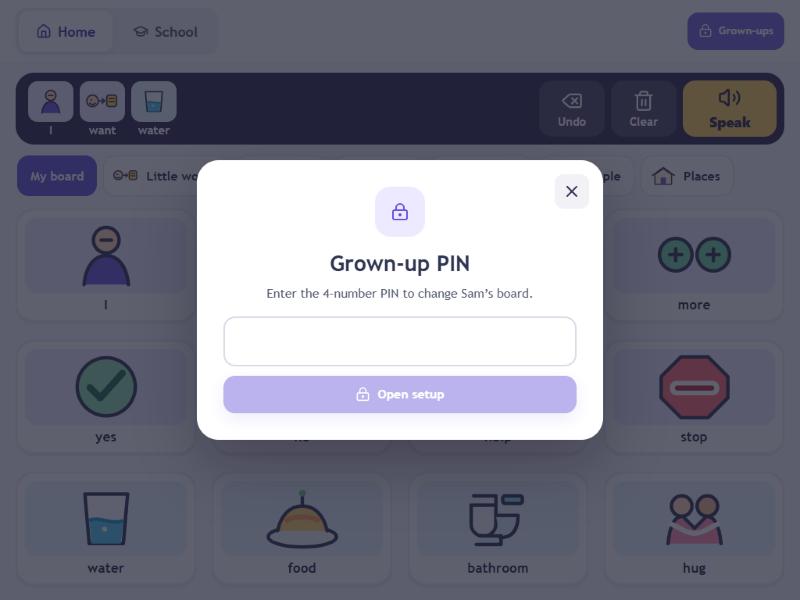 Home
School
Grown-ups
I
want
water
Undo
Clear
Speak
My board
Little wo
ple
Places
Grown-up PIN
Enter the 4-number PIN to change Sam's board.
Open setup
I
more
yes
help
stop
water
food
bathroom
hug